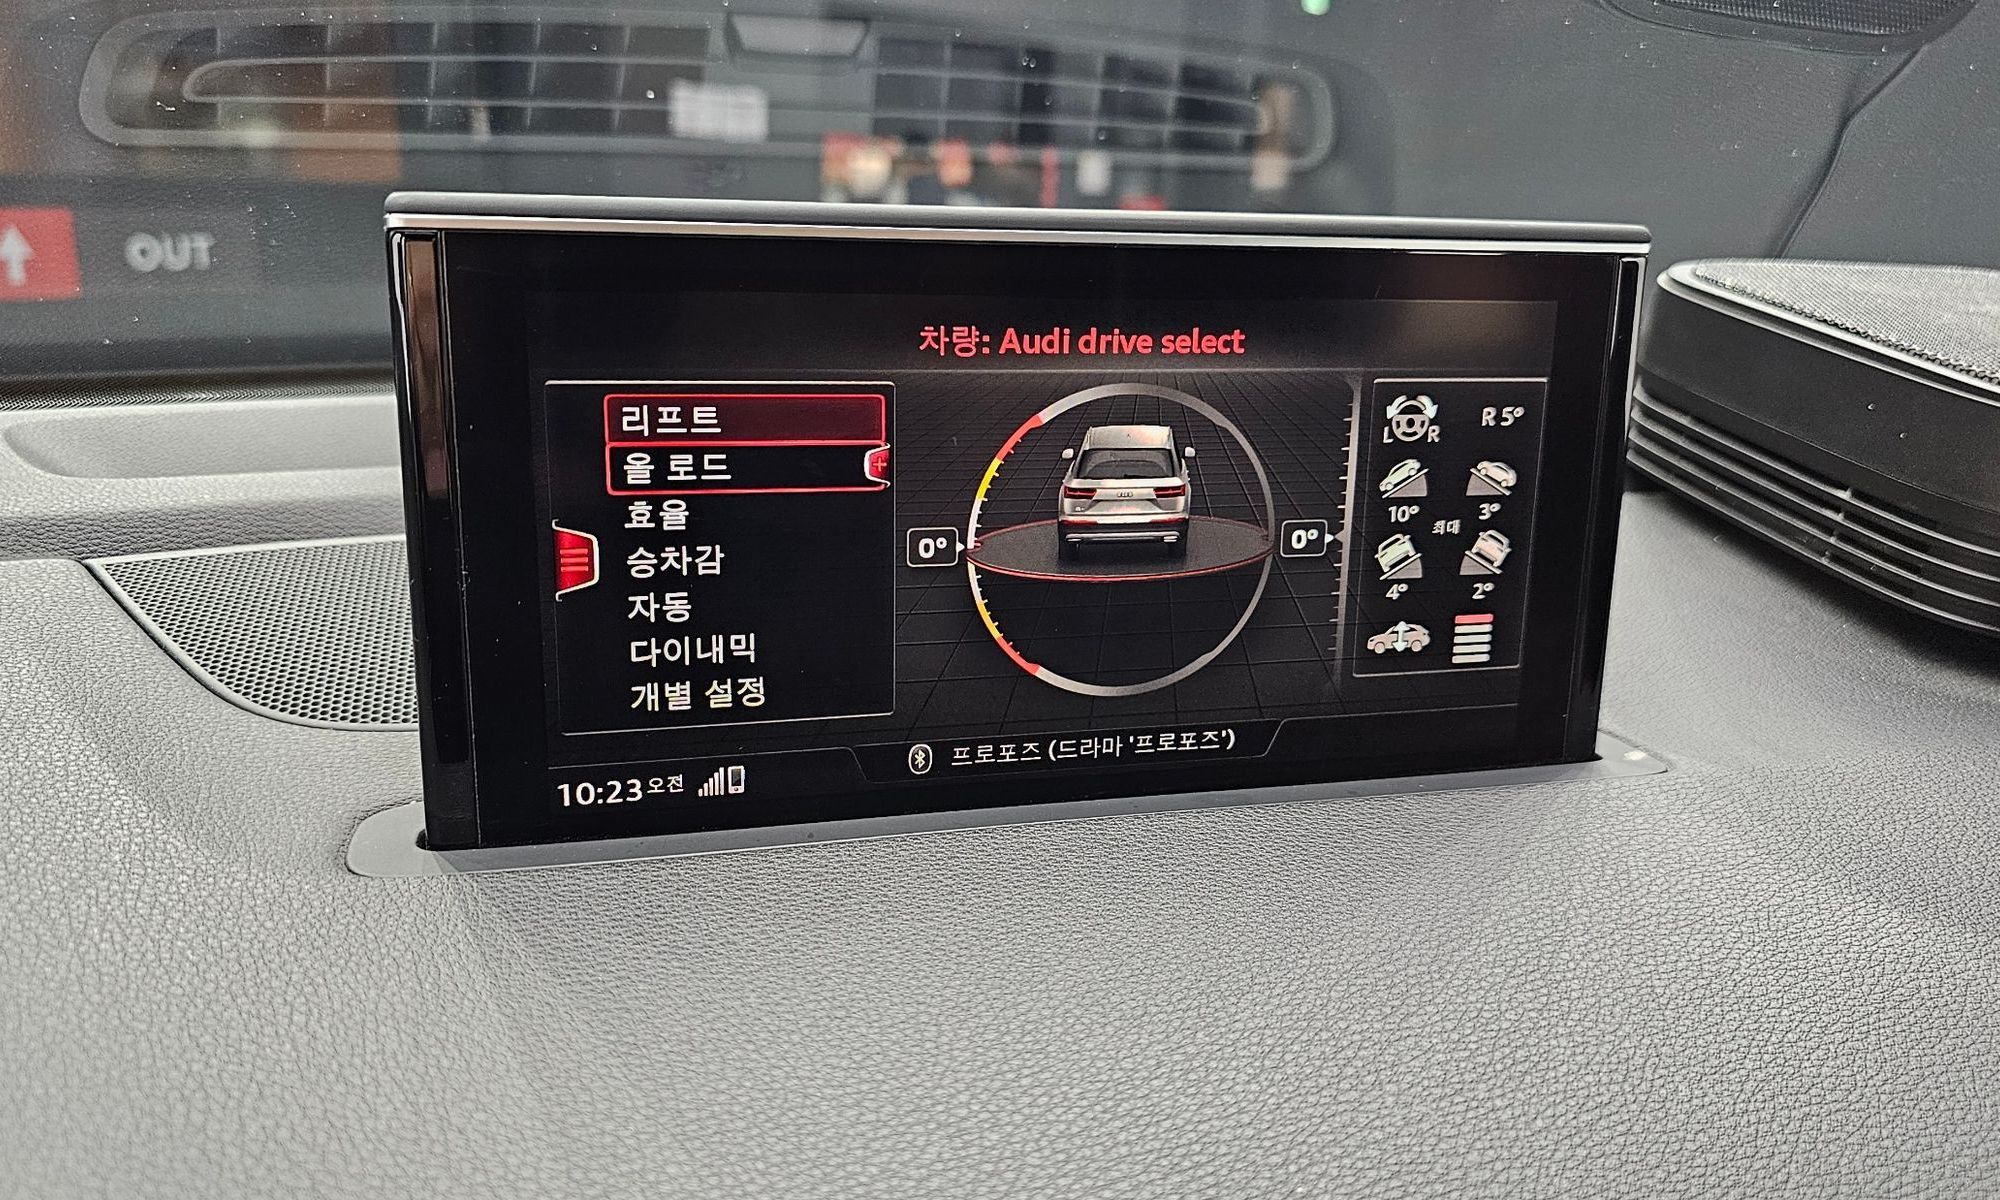 OUT
차량: Audi drive select
리프트
올 로드
효율
승차감
자동
다이내믹
개별 설정
0°
0°
L R R 5°
10° 3°
최대
4° 2°
프로포즈 (드라마 '프로포즈')
10:23 오전